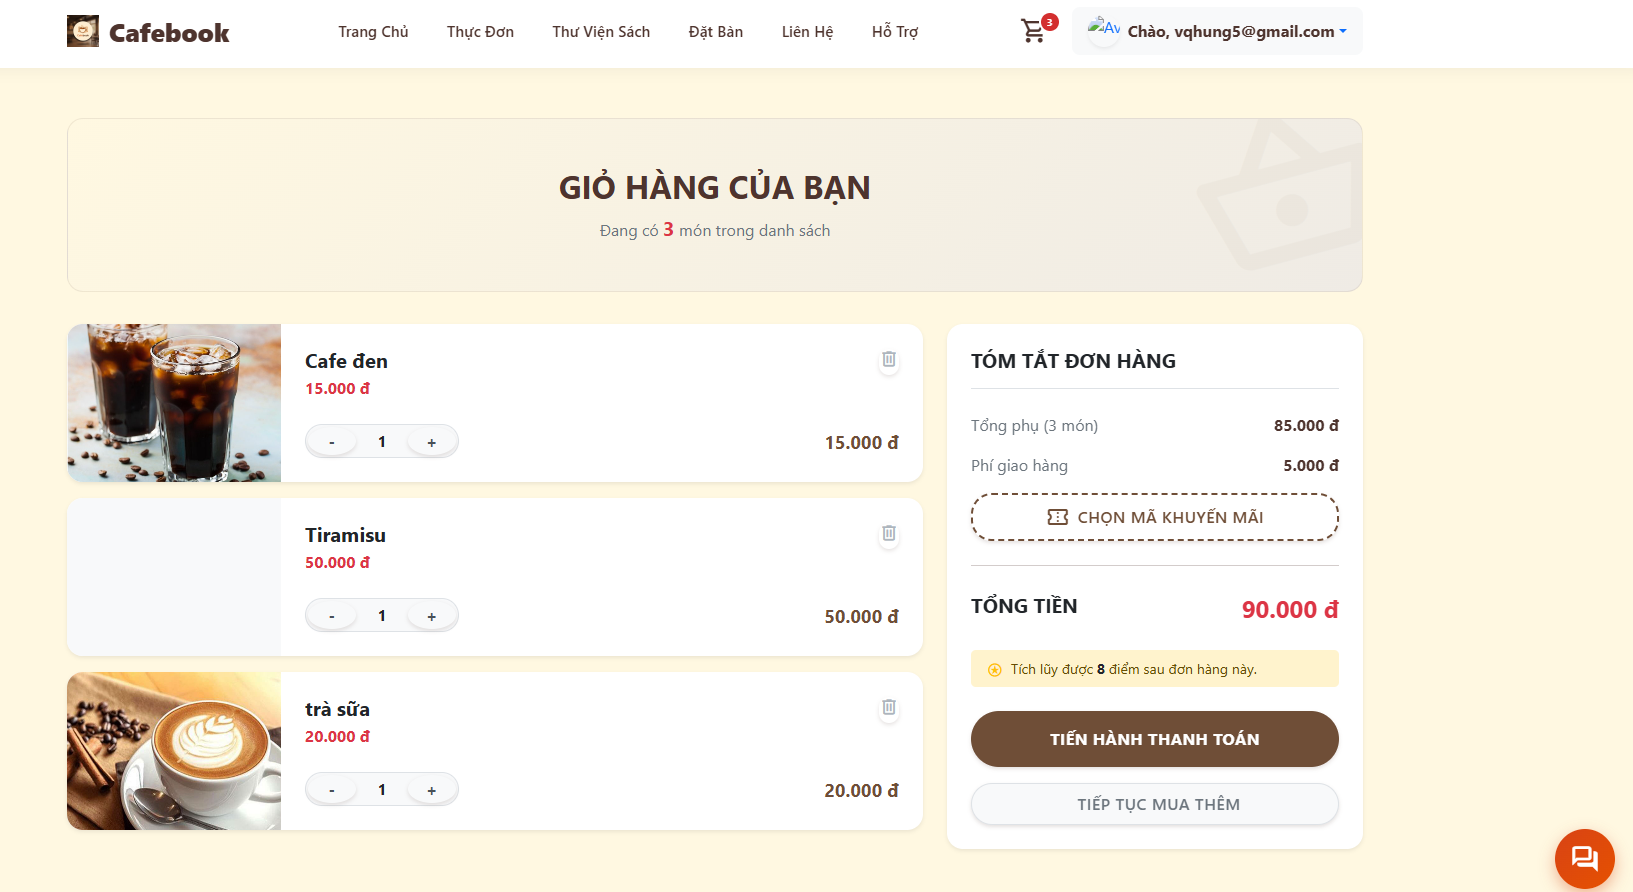 Cafebook
Trang Chủ
Thực Đơn
Thư Viện Sách
Đặt Bàn
Liên Hệ
Hỗ Trợ
3
Av
Chào, vqhung5@gmail.com
GIỎ HÀNG CỦA BẠN
Đang có 3 món trong danh sách
Cafe đen
15.000 đ
- 1 +
15.000 đ
Tiramisu
50.000 đ
- 1 +
50.000 đ
trà sữa
20.000 đ
- 1 +
20.000 đ
TÓM TẮT ĐƠN HÀNG
Tổng phụ (3 món) 85.000 đ
Phí giao hàng 5.000 đ
CHỌN MÃ KHUYẾN MÃI
TỔNG TIỀN 90.000 đ
Tích lũy được 8 điểm sau đơn hàng này.
TIẾN HÀNH THANH TOÁN
TIẾP TỤC MUA THÊM